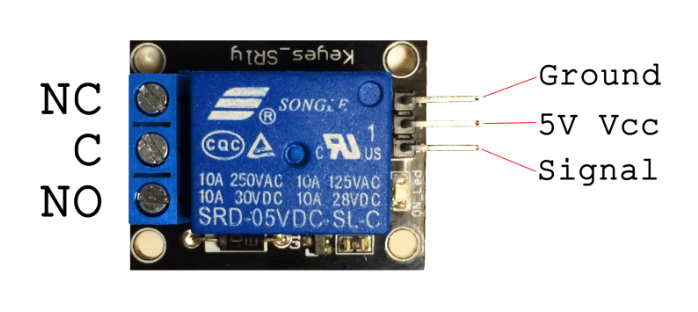 Keyes_SR1y
NC
C
NO
Ground
5V Vcc
Signal
SONGLE
®
CQC
c US
1
10A 250VAC 10A 125VAC
10A 30VDC 10A 28VDC
SRD-05VDC-SL-C
S